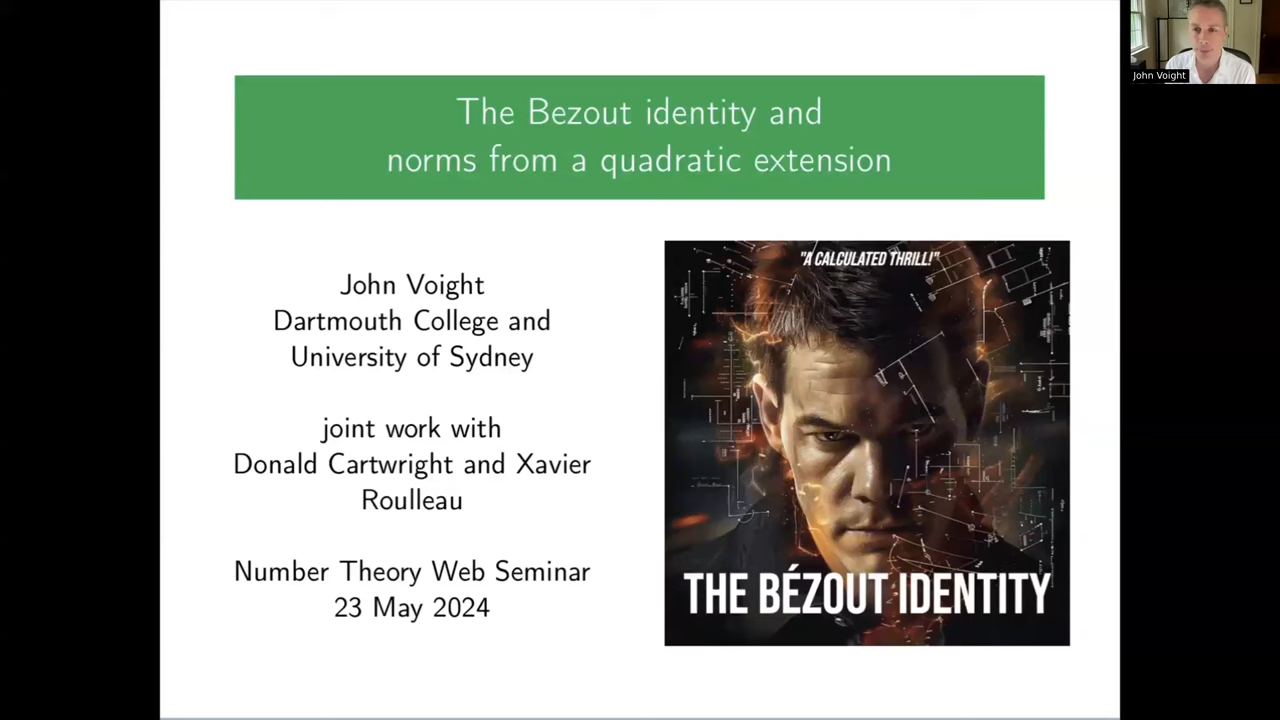 The Bezout identity and
norms from a quadratic extension
John Voight
Dartmouth College and
University of Sydney
joint work with
Donald Cartwright and Xavier
Roulleau
Number Theory Web Seminar
23 May 2024
"A CALCULATED THRILL!"
THE BÉZOUT IDENTITY
John Voight